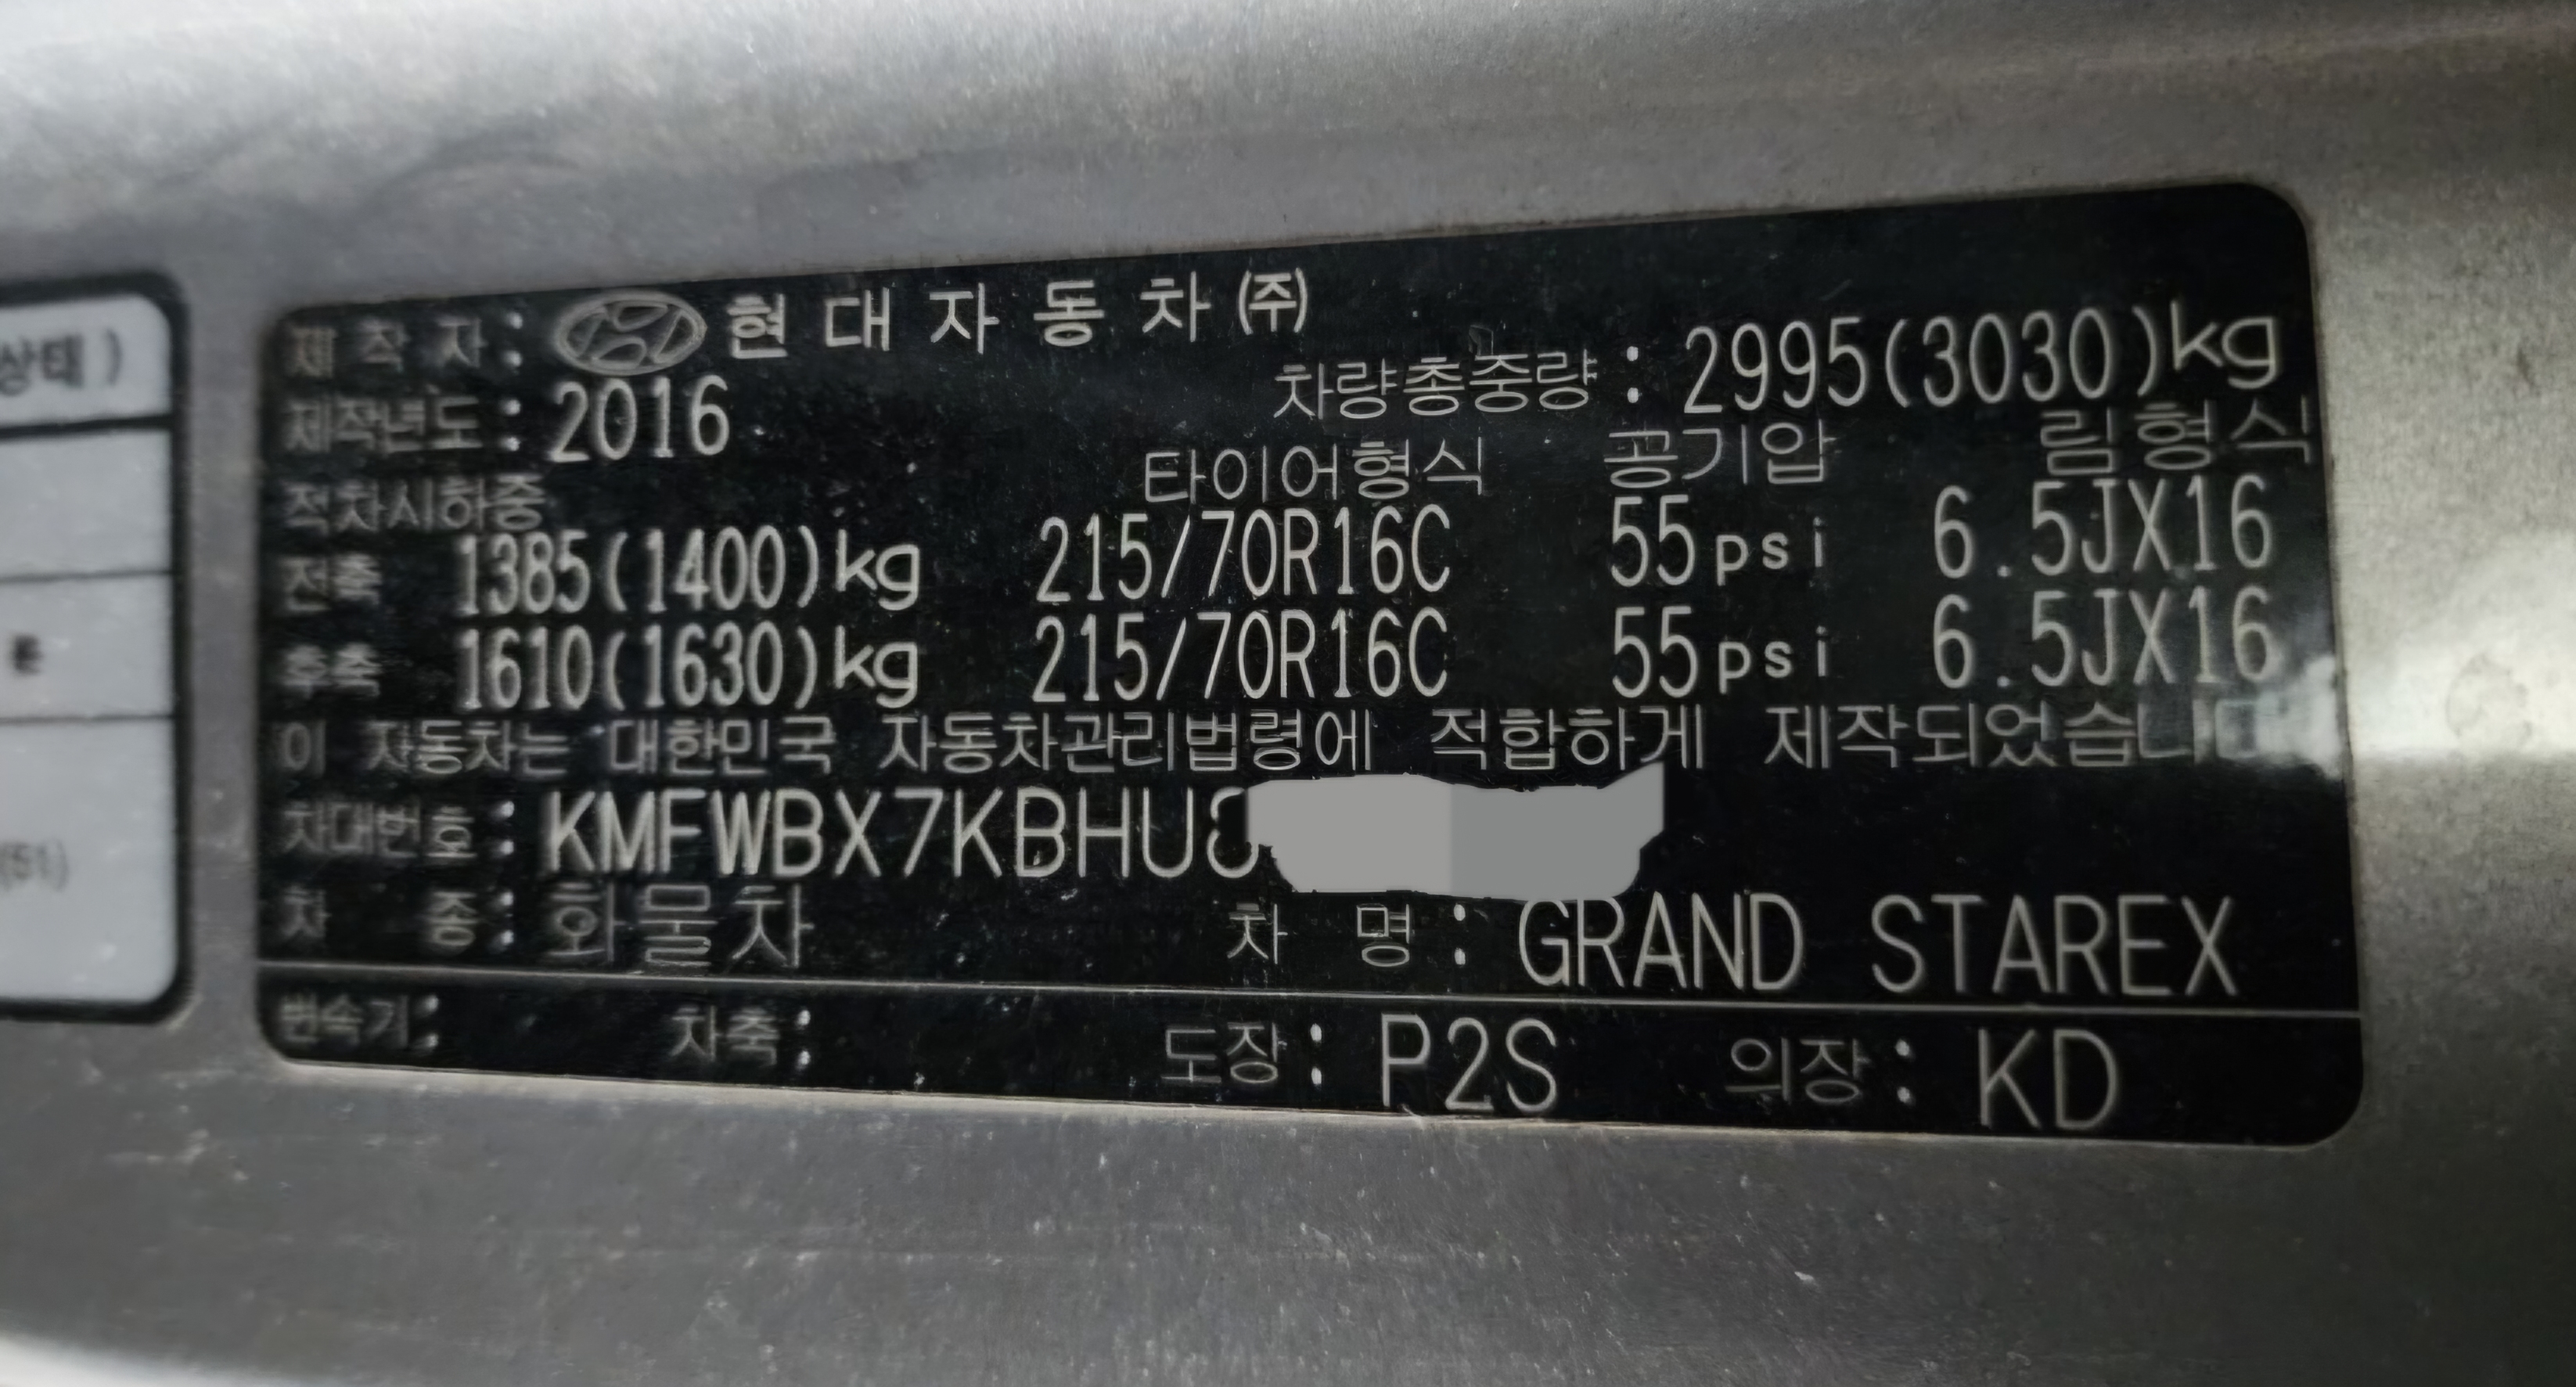 상태)
(51)
제작자: 현대자동차㈜
차량총중량: 2995(3030)kg
제작년도: 2016
타이어형식 공기압 림형식
적차시하중
전축 1385(1400)kg 215/70R16C 55psi 6.5JX16
후축 1610(1630)kg 215/70R16C 55psi 6.5JX16
이 자동차는 대한민국 자동차관리법령에 적합하게 제작되었습니다
차대번호: KMFWBX7KBHU
차종: 화물차 차명: GRAND STAREX
변속기: 차축: 도장: P2S 의장: KD